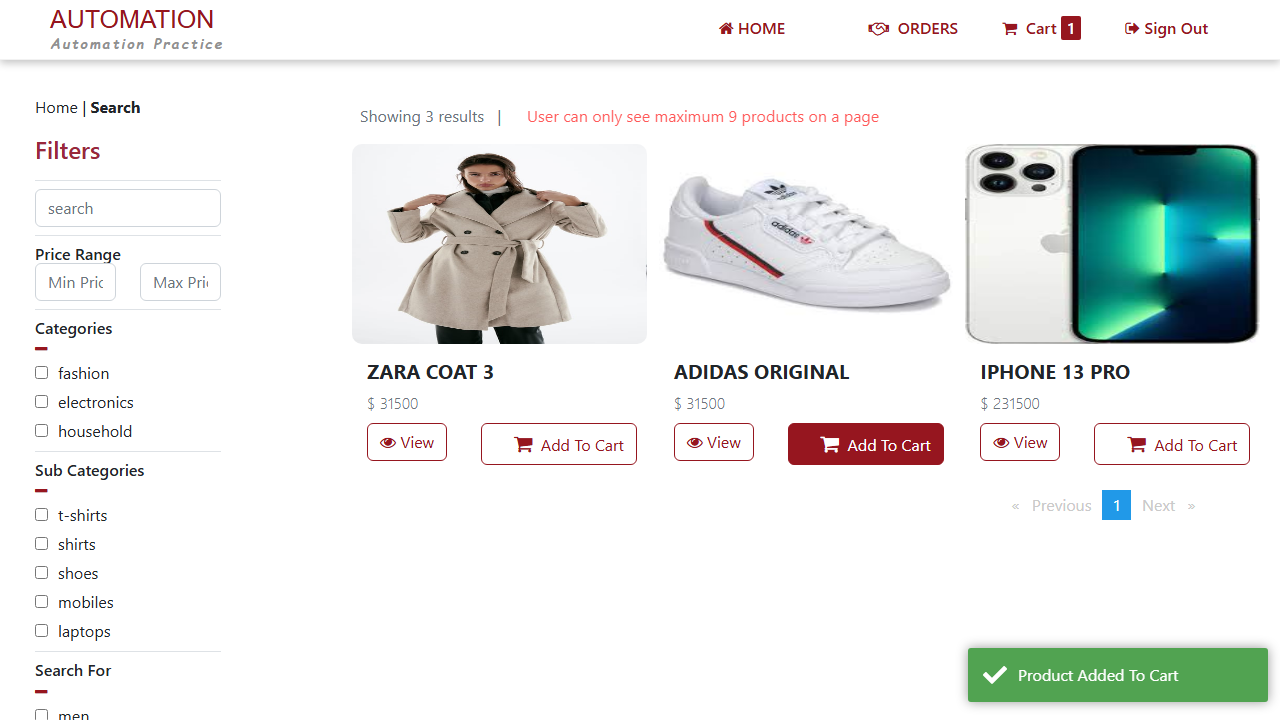 AUTOMATION
Automation Practice
HOME
ORDERS
Cart 1
Sign Out
Home | Search
Filters
search
Price Range
Min Pric
Max Pric
Categories
fashion
electronics
household
Sub Categories
t-shirts
shirts
shoes
mobiles
laptops
Search For
men
Showing 3 results |
User can only see maximum 9 products on a page
adidas
ZARA COAT 3
$ 31500
View
Add To Cart
ADIDAS ORIGINAL
$ 31500
View
Add To Cart
IPHONE 13 PRO
$ 231500
View
Add To Cart
« Previous 1 Next »
Product Added To Cart